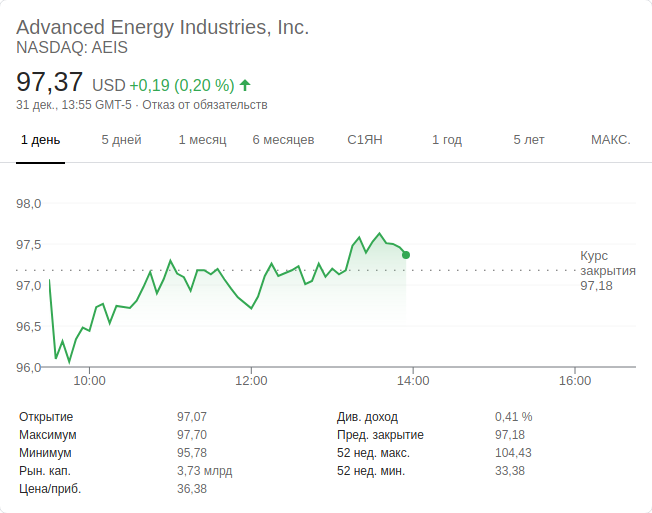 Advanced Energy Industries, Inc.
NASDAQ: AEIS
97,37 USD +0,19 (0,20 %) ↑
31 дек., 13:55 GMT-5 · Отказ от обязательств
1 день 5 дней 1 месяц 6 месяцев С1ЯН 1 год 5 лет МАКС.
98,0
97,5
97,0
96,5
96,0
Курс
закрытия
97,18
10:00 12:00 14:00 16:00
Открытие 97,07 Див. доход 0,41 %
Максимум 97,70 Пред. закрытие 97,18
Минимум 95,78 52 нед. макс. 104,43
Рын. кап. 3,73 млрд 52 нед. мин. 33,38
Цена/приб. 36,38